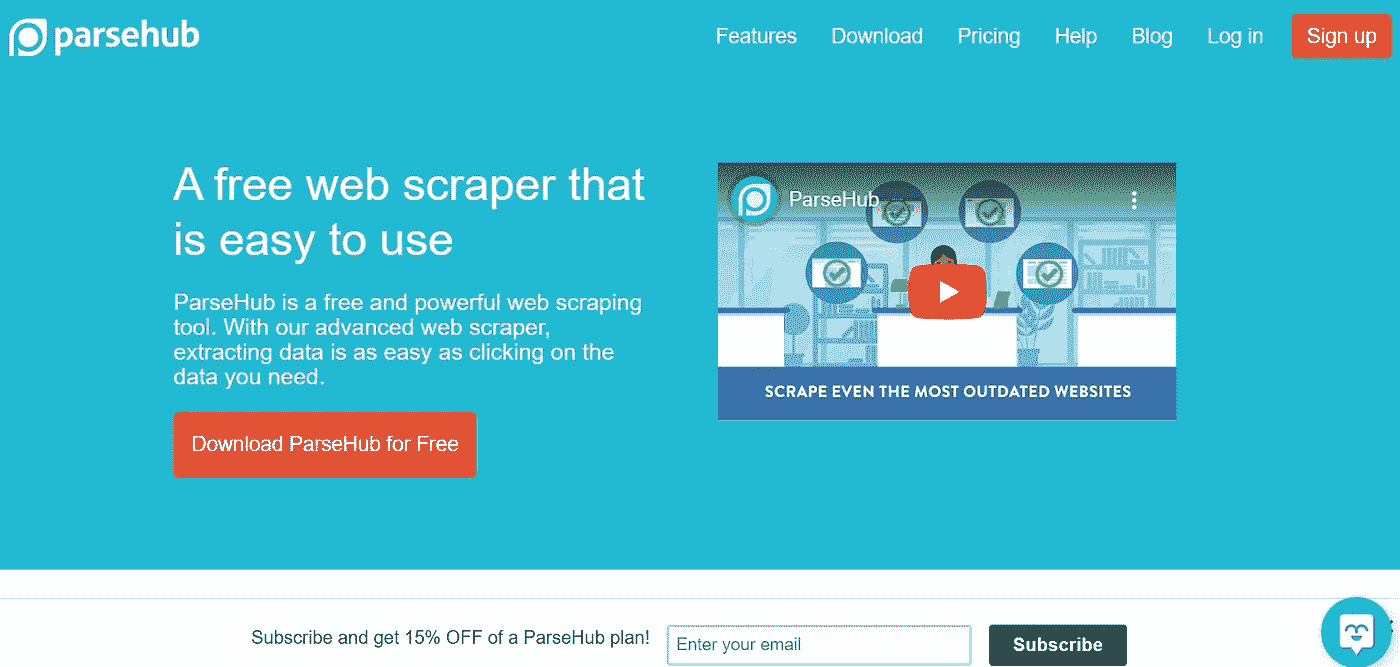 parsehub
Features Download Pricing Help Blog Log in Sign up
A free web scraper that
is easy to use
ParseHub is a free and powerful web scraping
tool. With our advanced web scraper,
extracting data is as easy as clicking on the
data you need.
Download ParseHub for Free
ParseHub
SCRAPE EVEN THE MOST OUTDATED WEBSITES
Subscribe and get 15% OFF of a ParseHub plan!
Enter your email
Subscribe